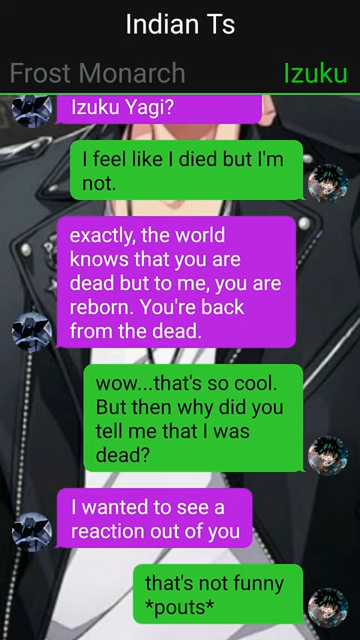 Indian Ts
Frost Monarch
Izuku
Izuku Yagi?
I feel like I died but I'm
not.
exactly, the world
knows that you are
dead but to me, you are
reborn. You're back
from the dead.
wow...that's so cool.
But then why did you
tell me that I was
dead?
I wanted to see a
reaction out of you
that's not funny
*pouts*